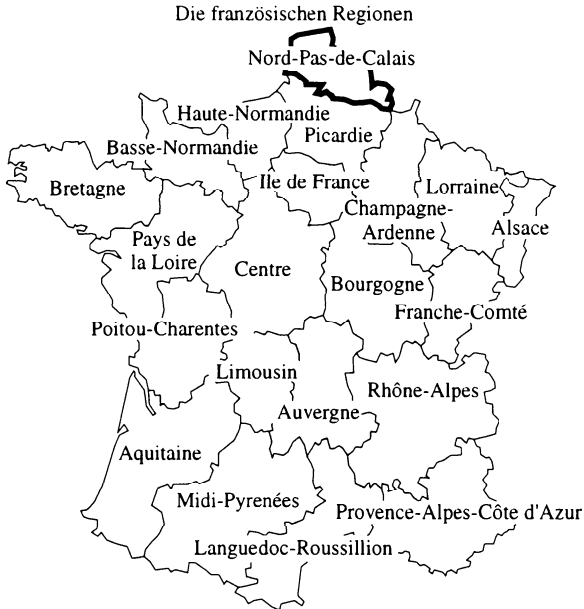 Die französischen Regionen
Nord-Pas-de-Calais
Haute-Normandie
Picardie
Basse-Normandie
Bretagne
Ile de France
Lorraine
Champagne-
Ardenne
Alsace
Pays de
la Loire
Centre
Bourgogne
Franche-Comté
Poitou-Charentes
Limousin
Rhône-Alpes
Auvergne
Aquitaine
Midi-Pyrenées
Provence-Alpes-Côte d'Azur
Languedoc-Roussillion